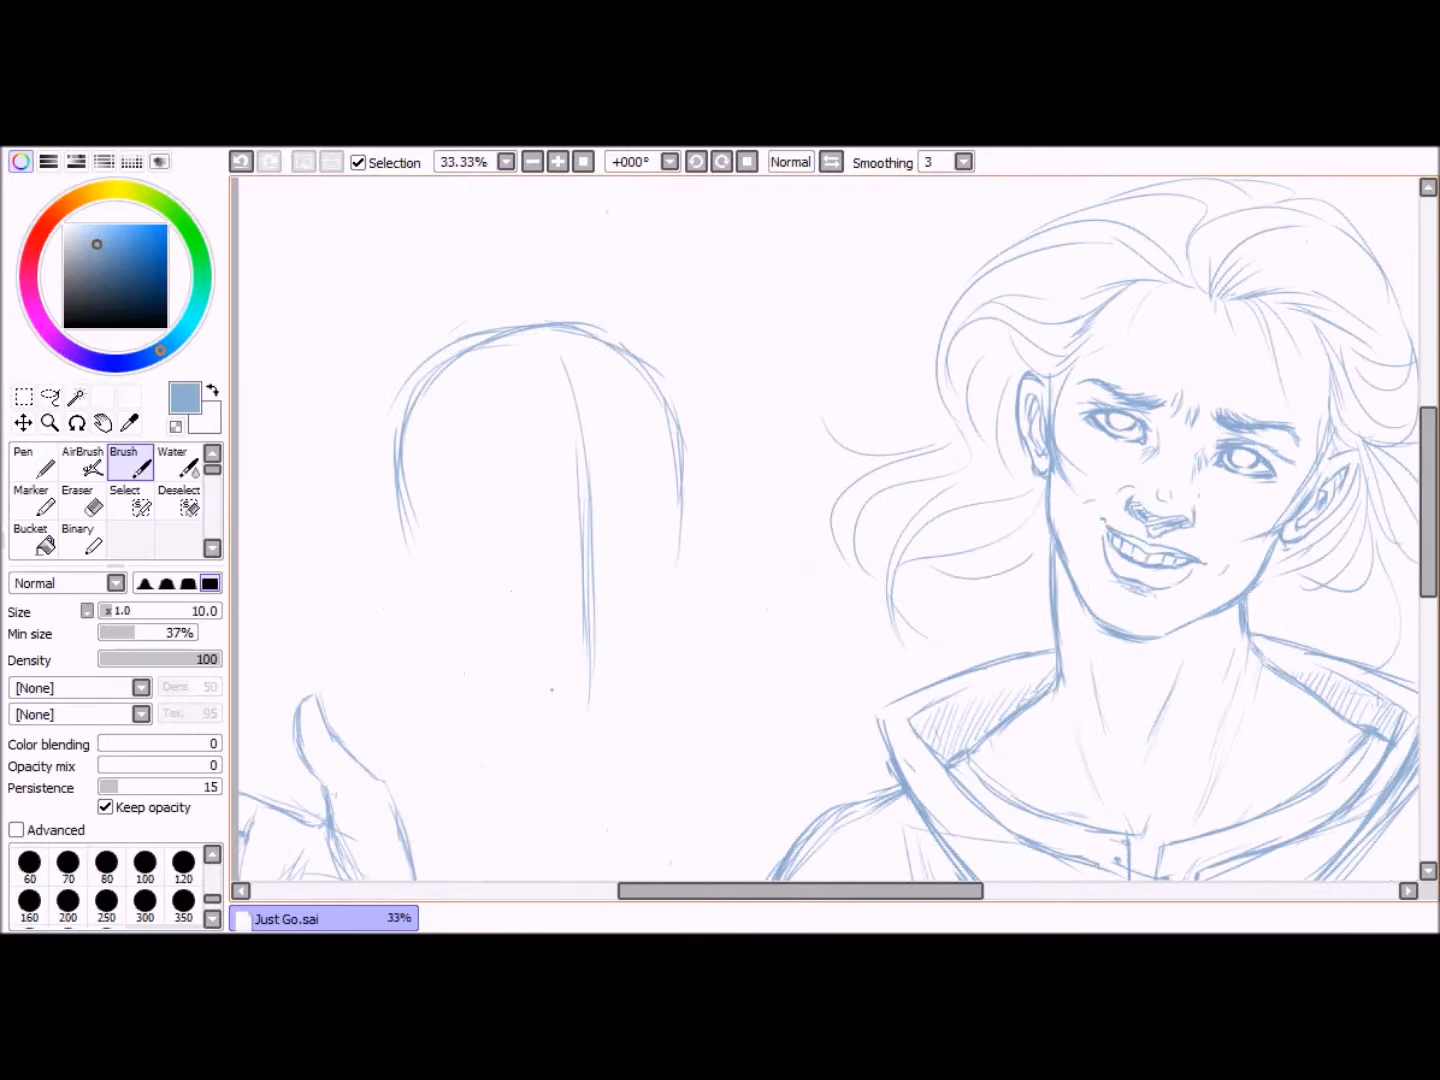 Selection 33.33% +000° Normal Smoothing 3
Pen AirBrush Brush Water
Marker Eraser Select Deselect
Bucket Binary
Normal
Size x 1.0 10.0
Min size 37%
Density 100
[None] Dens 50
[None] Tex. 95
Color blending 0
Opacity mix 0
Persistence 15
Keep opacity
Advanced
60 70 80 100 120
160 200 250 300 350
Just Go.sai 33%